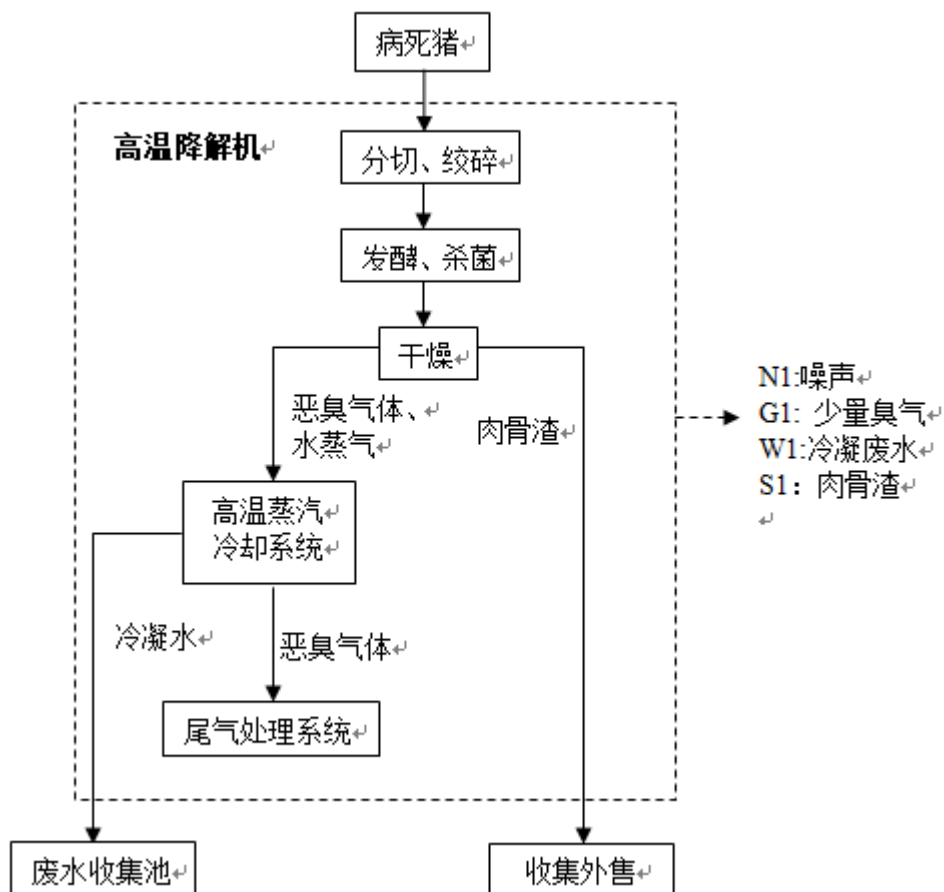 病死猪
高温降解机
分切、绞碎
发酵、杀菌
干燥
恶臭气体、
水蒸气
肉骨渣
N1:噪声
G1: 少量臭气
W1:冷凝废水
S1：肉骨渣
高温蒸汽
冷却系统
冷凝水
恶臭气体
尾气处理系统
废水收集池
收集外售